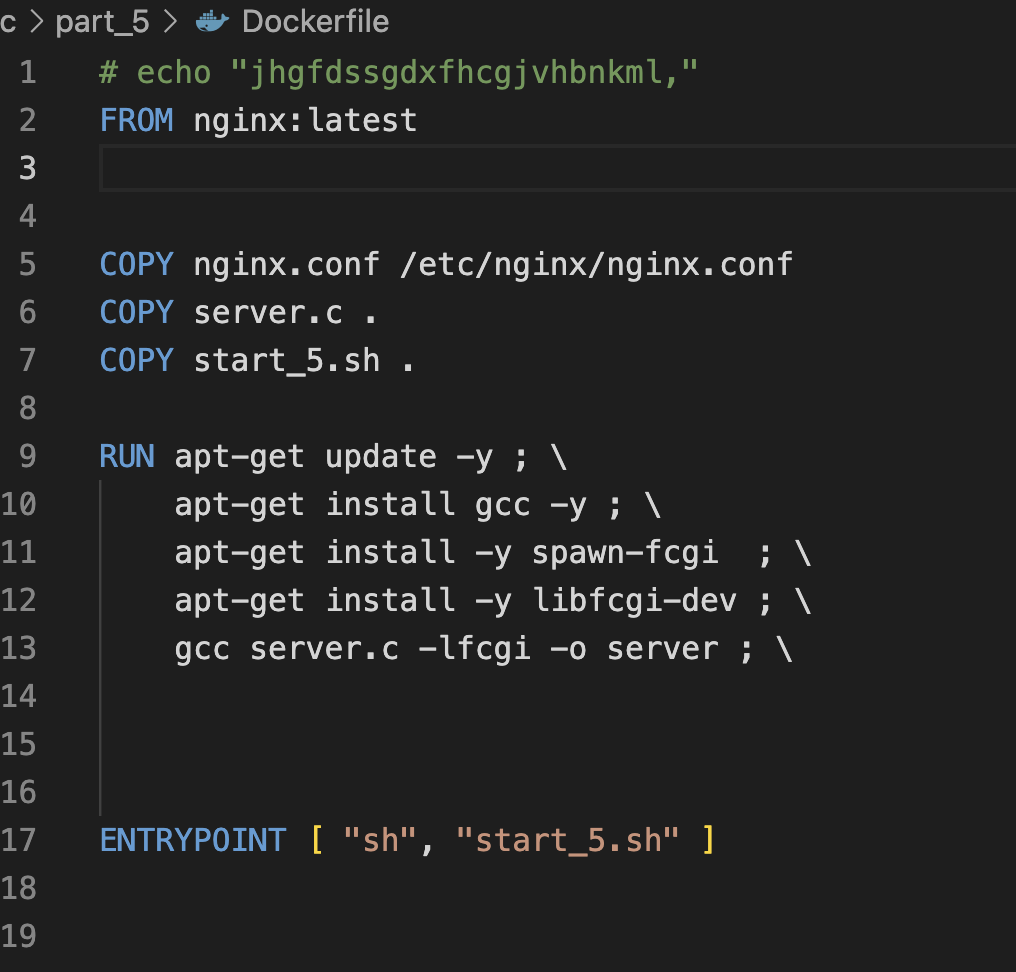 c > part_5 > Dockerfile
1 # echo "jhgfdssgdxfhcgjvhbnkml,"
2 FROM nginx:latest
3
4
5 COPY nginx.conf /etc/nginx/nginx.conf
6 COPY server.c .
7 COPY start_5.sh .
8
9 RUN apt-get update -y ; \
10 apt-get install gcc -y ; \
11 apt-get install -y spawn-fcgi  ; \
12 apt-get install -y libfcgi-dev ; \
13 gcc server.c -lfcgi -o server ; \
14
15
16
17 ENTRYPOINT [ "sh", "start_5.sh" ]
18
19